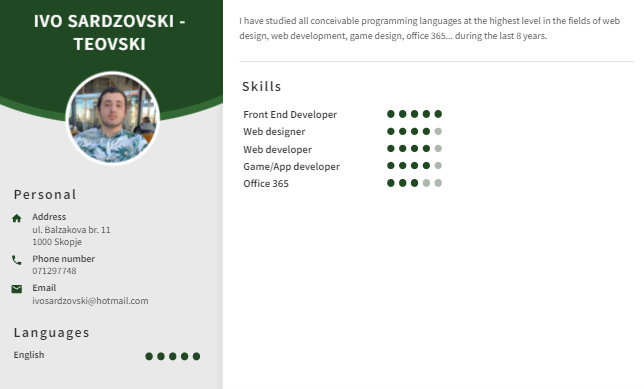 IVO SARDZOVSKI -
TEOVSKI
Personal
Address
ul. Balzakova br. 11
1000 Skopje
Phone number
071297748
Email
ivosardzovski@hotmail.com
Languages
English
I have studied all conceivable programming languages at the highest level in the fields of web
design, web development, game design, office 365... during the last 8 years.
Skills
Front End Developer
Web designer
Web developer
Game/App developer
Office 365